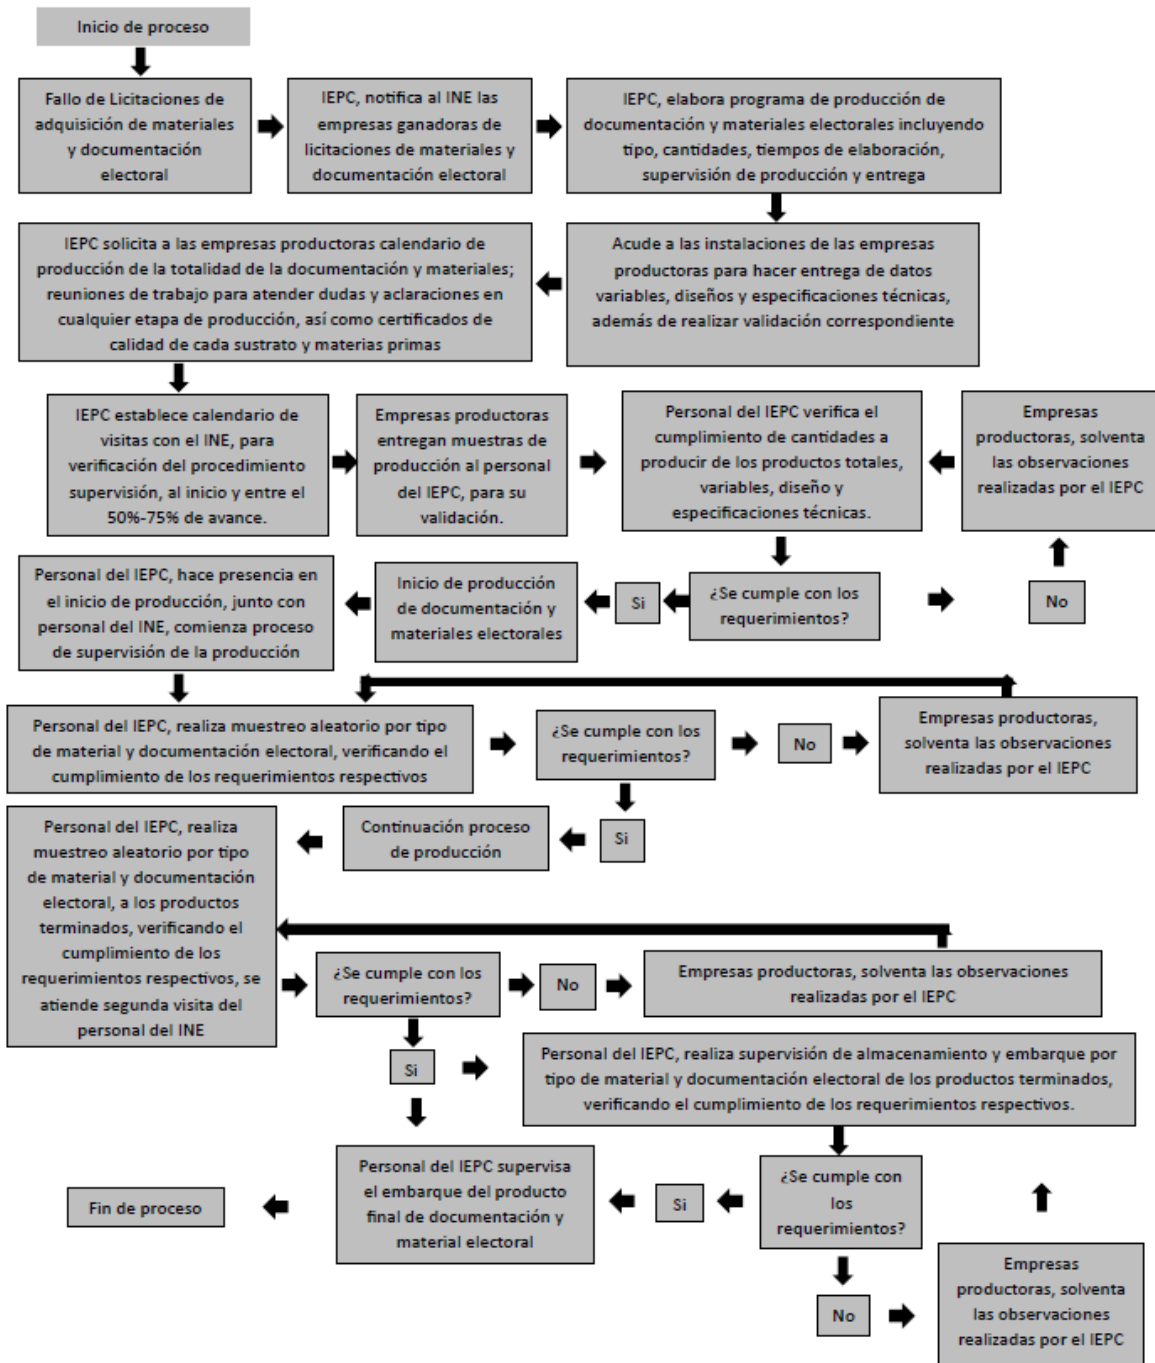 Inicio de proceso
Fallo de Licitaciones de
adquisición de materiales
y documentación
electoral
IEPC, notifica al INE las
empresas ganadoras de
licitaciones de materiales y
documentación electoral
IEPC, elabora programa de producción de
documentación y materiales electorales incluyendo
tipo, cantidades, tiempos de elaboración,
supervisión de producción y entrega
Acude a las instalaciones de las empresas
productoras para hacer entrega de datos
variables, diseños y especificaciones técnicas,
además de realizar validación correspondiente
IEPC solicita a las empresas productoras calendario de
producción de la totalidad de la documentación y materiales;
reuniones de trabajo para atender dudas y aclaraciones en
cualquier etapa de producción, así como certificados de
calidad de cada sustrato y materias primas
IEPC establece calendario de
visitas con el INE, para
verificación del procedimiento
supervisión, al inicio y entre el
50%-75% de avance.
Empresas productoras
entregan muestras de
producción al personal
del IEPC, para su
validación.
Personal del IEPC verifica el
cumplimiento de cantidades a
producir de los productos totales,
variables, diseño y
especificaciones técnicas.
Empresas
productoras, solventa
las observaciones
realizadas por el IEPC
¿Se cumple con los
requerimientos?
No
Si
Inicio de producción
de documentación y
materiales electorales
Personal del IEPC, hace presencia en
el inicio de producción, junto con
personal del INE, comienza proceso
de supervisión de la producción
Personal del IEPC, realiza muestreo aleatorio por tipo
de material y documentación electoral, verificando el
cumplimiento de los requerimientos respectivos
¿Se cumple con los
requerimientos?
No
Empresas productoras,
solventa las observaciones
realizadas por el IEPC
Si
Continuación proceso
de producción
Personal del IEPC, realiza
muestreo aleatorio por tipo
de material y documentación
electoral, a los productos
terminados, verificando el
cumplimiento de los
requerimientos respectivos, se
atiende segunda visita del
personal del INE
¿Se cumple con los
requerimientos?
No
Empresas productoras, solventa las observaciones
realizadas por el IEPC
Si
Personal del IEPC, realiza supervisión de almacenamiento y embarque por
tipo de material y documentación electoral de los productos terminados,
verificando el cumplimiento de los requerimientos respectivos.
¿Se cumple con
los
requerimientos?
Si
Personal del IEPC supervisa
el embarque del producto
final de documentación y
material electoral
Fin de proceso
No
Empresas
productoras, solventa
las observaciones
realizadas por el IEPC